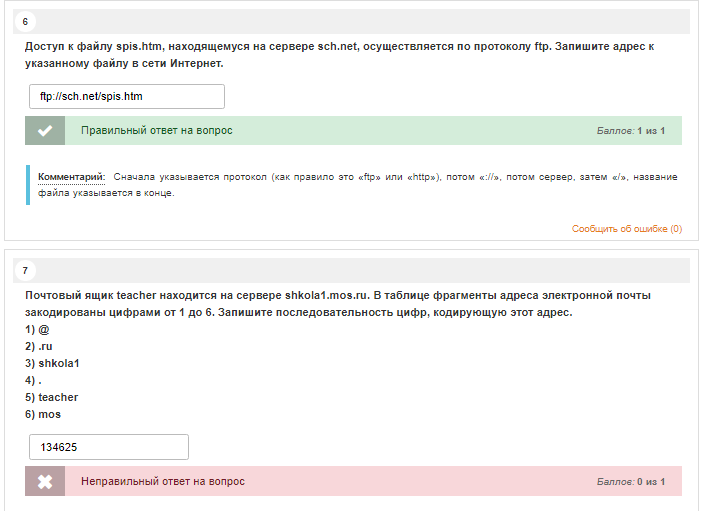 6
Доступ к файлу spis.htm, находящемуся на сервере sch.net, осуществляется по протоколу ftp. Запишите адрес к
указанному файлу в сети Интернет.
ftp://sch.net/spis.htm
Правильный ответ на вопрос Баллов: 1 из 1
Комментарий: Сначала указывается протокол (как правило это «ftp» или «http»), потом «://», потом сервер, затем «/», название
файла указывается в конце.
Сообщить об ошибке (0)
7
Почтовый ящик teacher находится на сервере shkola1.mos.ru. В таблице фрагменты адреса электронной почты
закодированы цифрами от 1 до 6. Запишите последовательность цифр, кодирующую этот адрес.
1) @
2) .ru
3) shkola1
4) .
5) teacher
6) mos
134625
Неправильный ответ на вопрос Баллов: 0 из 1